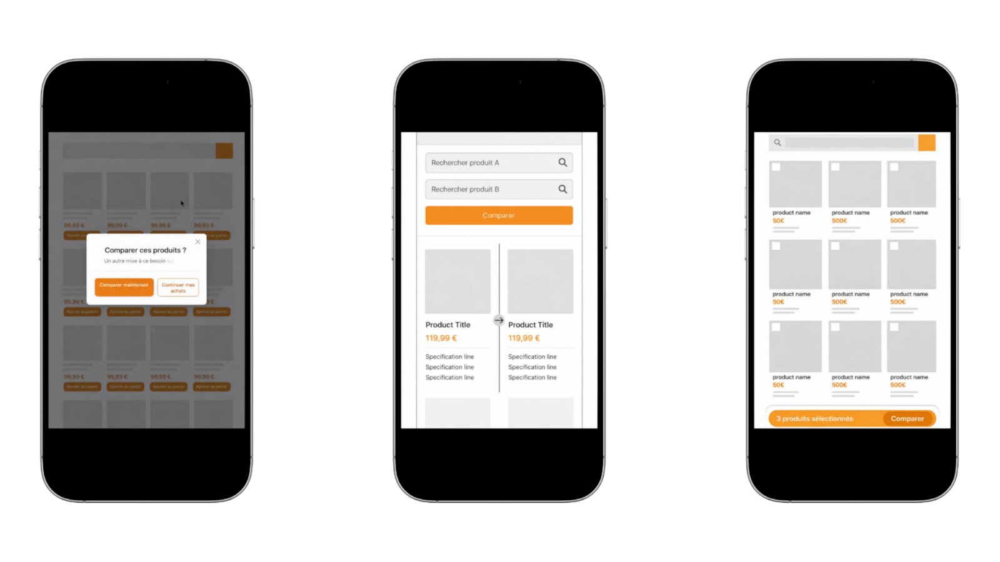 99,99 €
99,99 €
99,99 €
99,99 €
Ajouter au panier
Comparer ces produits ?
Un autre mise à ce besoin
Comparer maintenant
Continuer mes
achats
99,99 €
Ajouter au panier
Ajouter au panier
Ajouter au panier
Ajouter au panier
99,99 €
99,99 €
99,99 €
99,99 €
Ajouter au panier
Ajouter au panier
Ajouter au panier
Ajouter au panier
Rechercher produit A
Rechercher produit B
Comparer
Product Title
119,99 €
Specification line
Specification line
Specification line
Product Title
119,99 €
Specification line
Specification line
Specification line
product name
50€
product name
500€
product name
500€
product name
50€
product name
500€
product name
500€
product name
50€
product name
500€
product name
500€
3 produits sélectionnés
Comparer